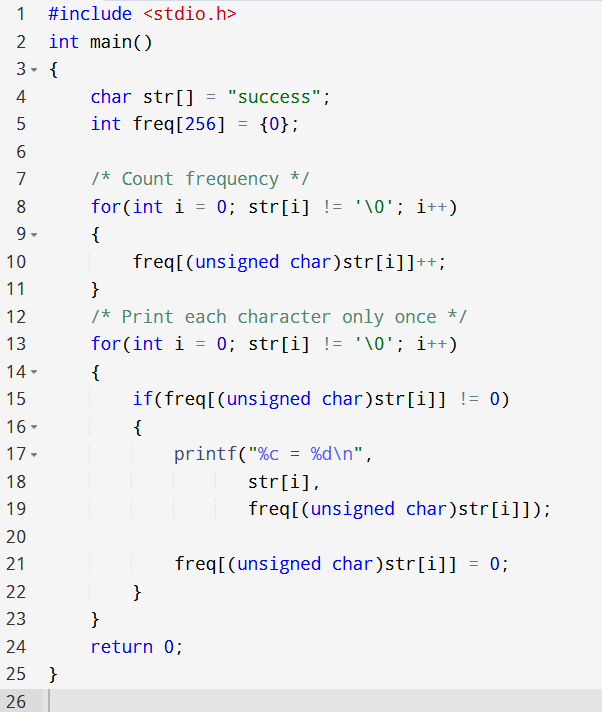 1 #include <stdio.h>
2 int main()
3 {
4     char str[] = "success";
5     int freq[256] = {0};
6
7     /* Count frequency */
8     for(int i = 0; str[i] != '\0'; i++)
9     {
10         freq[(unsigned char)str[i]]++;
11     }
12     /* Print each character only once */
13     for(int i = 0; str[i] != '\0'; i++)
14     {
15         if(freq[(unsigned char)str[i]] != 0)
16         {
17             printf("%c = %d\n",
18                    str[i],
19                    freq[(unsigned char)str[i]]);
20
21             freq[(unsigned char)str[i]] = 0;
22         }
23     }
24     return 0;
25 }
26